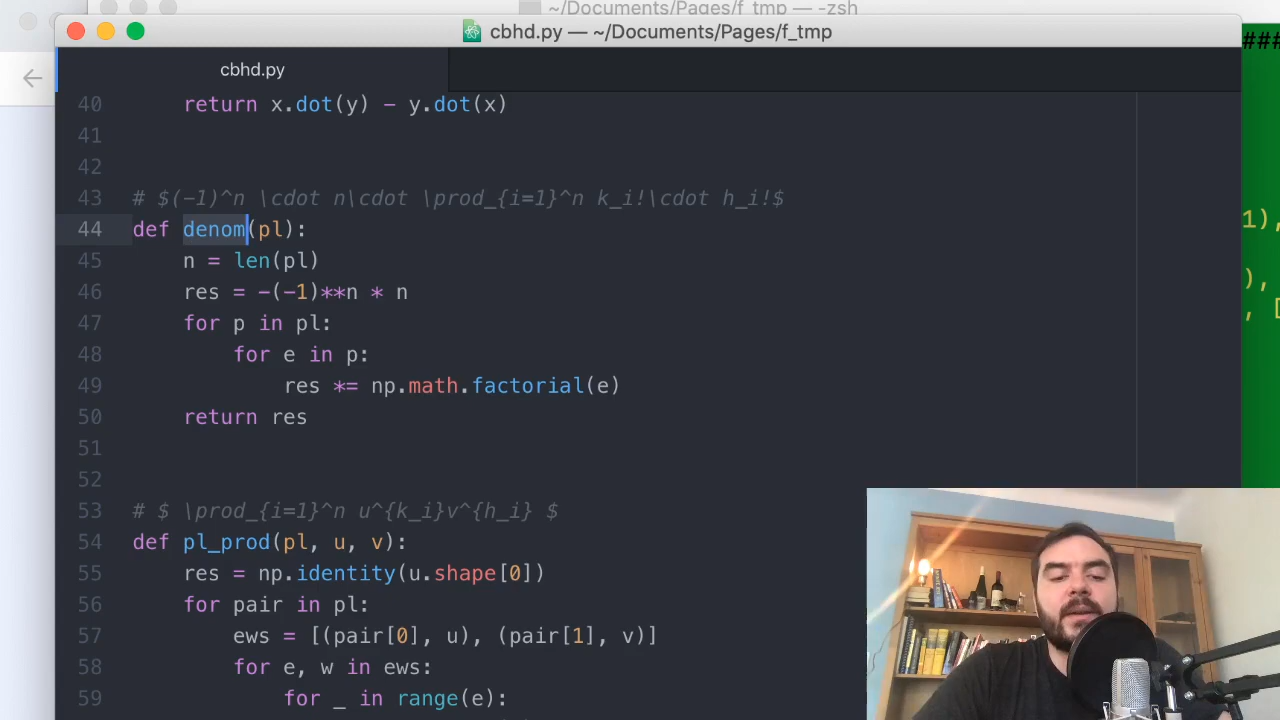 ~/Documents/Pages/f_tmp — -zsh
cbhd.py — ~/Documents/Pages/f_tmp
cbhd.py
####
40 return x.dot(y) - y.dot(x)
41
42
43 # $(-1)^n \cdot n\cdot \prod_{i=1}^n k_i!\cdot h_i!$
44 def denom(pl):
45 n = len(pl)
46 res = -(-1)**n * n
47 for p in pl:
48 for e in p:
49 res *= np.math.factorial(e)
50 return res
51
52
53 # $ \prod_{i=1}^n u^{k_i}v^{h_i} $
54 def pl_prod(pl, u, v):
55 res = np.identity(u.shape[0])
56 for pair in pl:
57 ews = [(pair[0], u), (pair[1], v)]
58 for e, w in ews:
59 for _ in range(e):
1),
),
, [